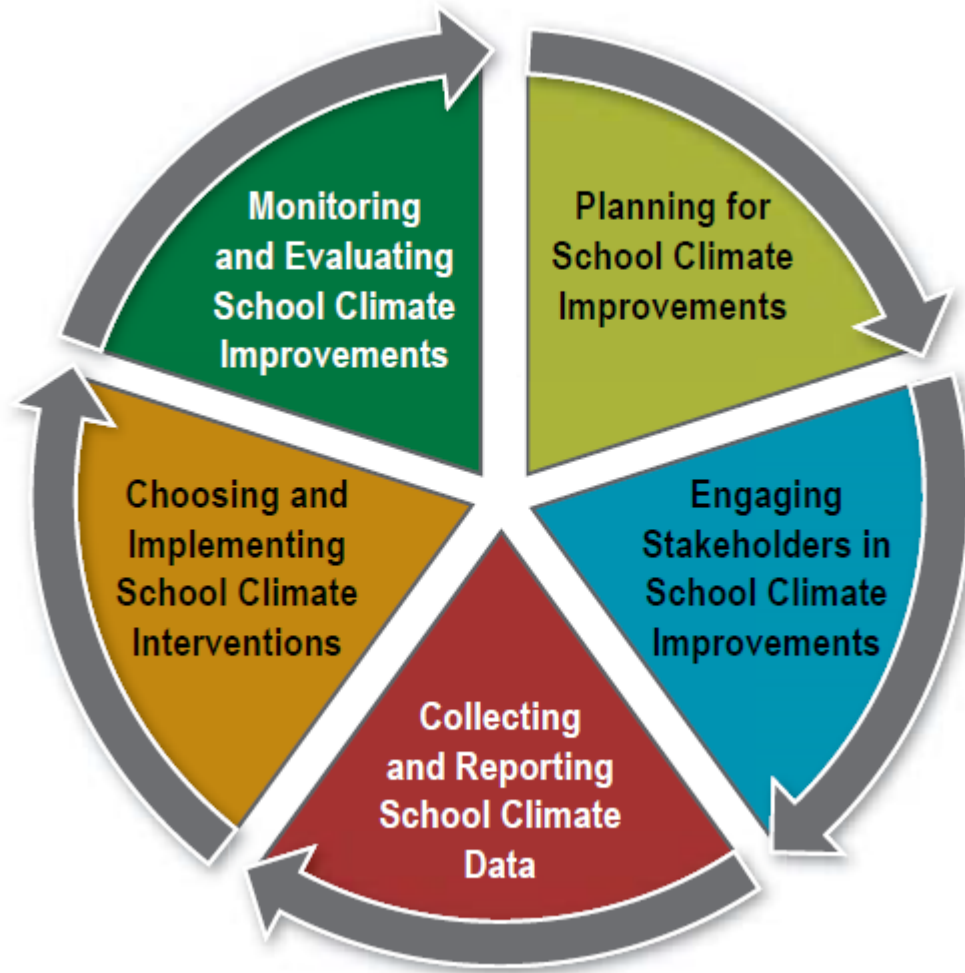 Planning for
School Climate
Improvements
Engaging
Stakeholders in
School Climate
Improvements
Collecting
and Reporting
School Climate
Data
Choosing and
Implementing
School Climate
Interventions
Monitoring
and Evaluating
School Climate
Improvements